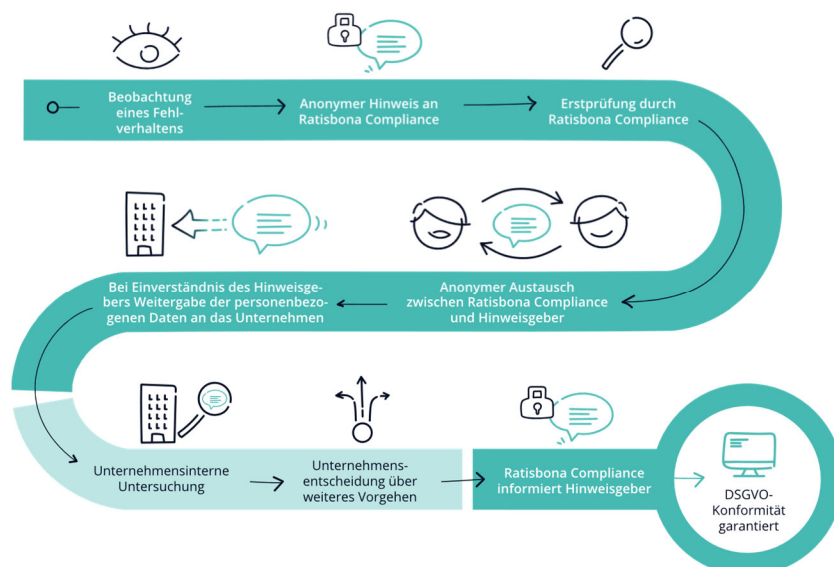 Beobachtung
eines Fehl-
verhaltens
Anonymer Hinweis an
Ratisbona Compliance
Erstprüfung durch
Ratisbona Compliance
Anonymer Austausch
zwischen Ratisbona Compliance
und Hinweisgeber
Bei Einverständnis des Hinweisge-
bers Weitergabe der personenbezo-
genen Daten an das Unternehmen
Unternehmensinterne
Untersuchung
Unternehmens-
entscheidung über
weiteres Vorgehen
Ratisbona Compliance
informiert Hinweisgeber
DSGVO-
Konformität
garantiert